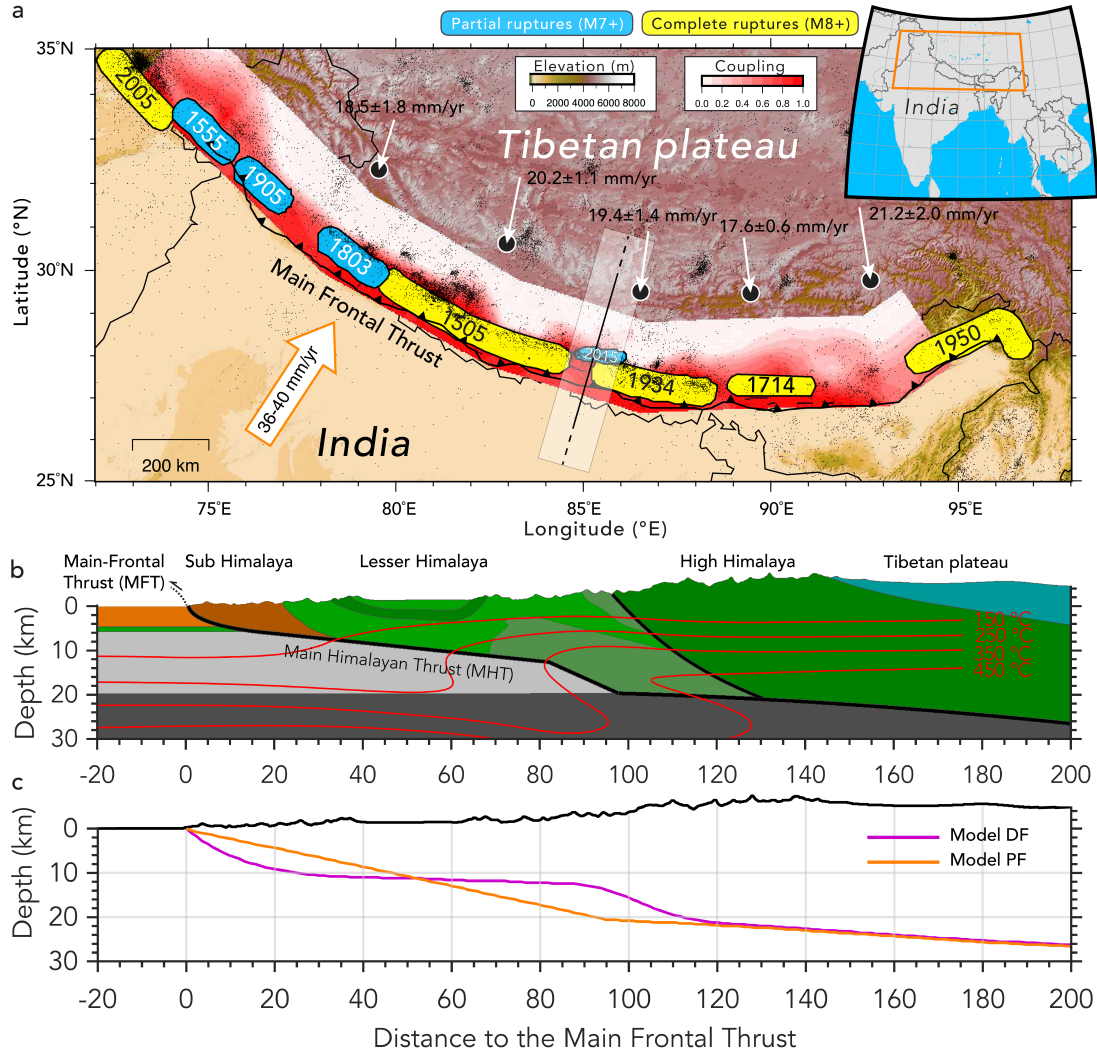 a
Partial ruptures (M7+)
Complete ruptures (M8+)
35°N
30°N
25°N
Latitude (°N)
Elevation (m)
0 2000 4000 6000 8000
Coupling
0.0 0.2 0.4 0.6 0.8 1.0
India
2005
1555
1905
1803
1505
2015
1934
1714
1950
18.5±1.8 mm/yr
Tibetan plateau
20.2±1.1 mm/yr
19.4±1.4 mm/yr
17.6±0.6 mm/yr
21.2±2.0 mm/yr
Main Frontal Thrust
36-40 mm/yr
India
200 km
75°E 80°E 85°E 90°E 95°E
Longitude (°E)
b
Main-Frontal
Thrust (MFT)
Sub Himalaya
Lesser Himalaya
High Himalaya
Tibetan plateau
Depth (km)
0
10
20
30
Main Himalayan Thrust (MHT)
50 °C
250 °C
350 °C
450 °C
-20 0 20 40 60 80 100 120 140 160 180 200
c
Depth (km)
0
10
20
30
Model DF
Model PF
-20 0 20 40 60 80 100 120 140 160 180 200
Distance to the Main Frontal Thrust